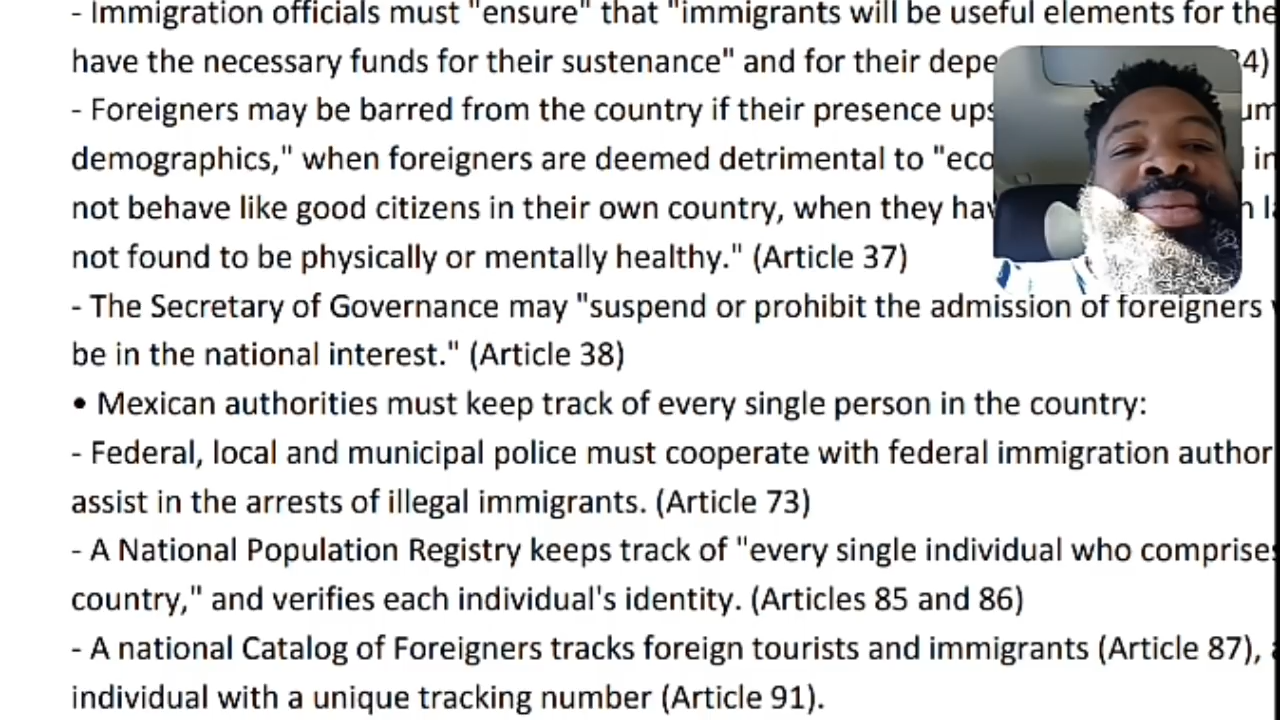 - Immigration officials must "ensure" that "immigrants will be useful elements for the
have the necessary funds for their sustenance" and for their depe 4)
- Foreigners may be barred from the country if their presence ups
demographics," when foreigners are deemed detrimental to "eco in
not behave like good citizens in their own country, when they hav
not found to be physically or mentally healthy." (Article 37)
- The Secretary of Governance may "suspend or prohibit the admission of foreigners
be in the national interest." (Article 38)
• Mexican authorities must keep track of every single person in the country:
- Federal, local and municipal police must cooperate with federal immigration author
assist in the arrests of illegal immigrants. (Article 73)
- A National Population Registry keeps track of "every single individual who comprises
country," and verifies each individual's identity. (Articles 85 and 86)
- A national Catalog of Foreigners tracks foreign tourists and immigrants (Article 87),
individual with a unique tracking number (Article 91).